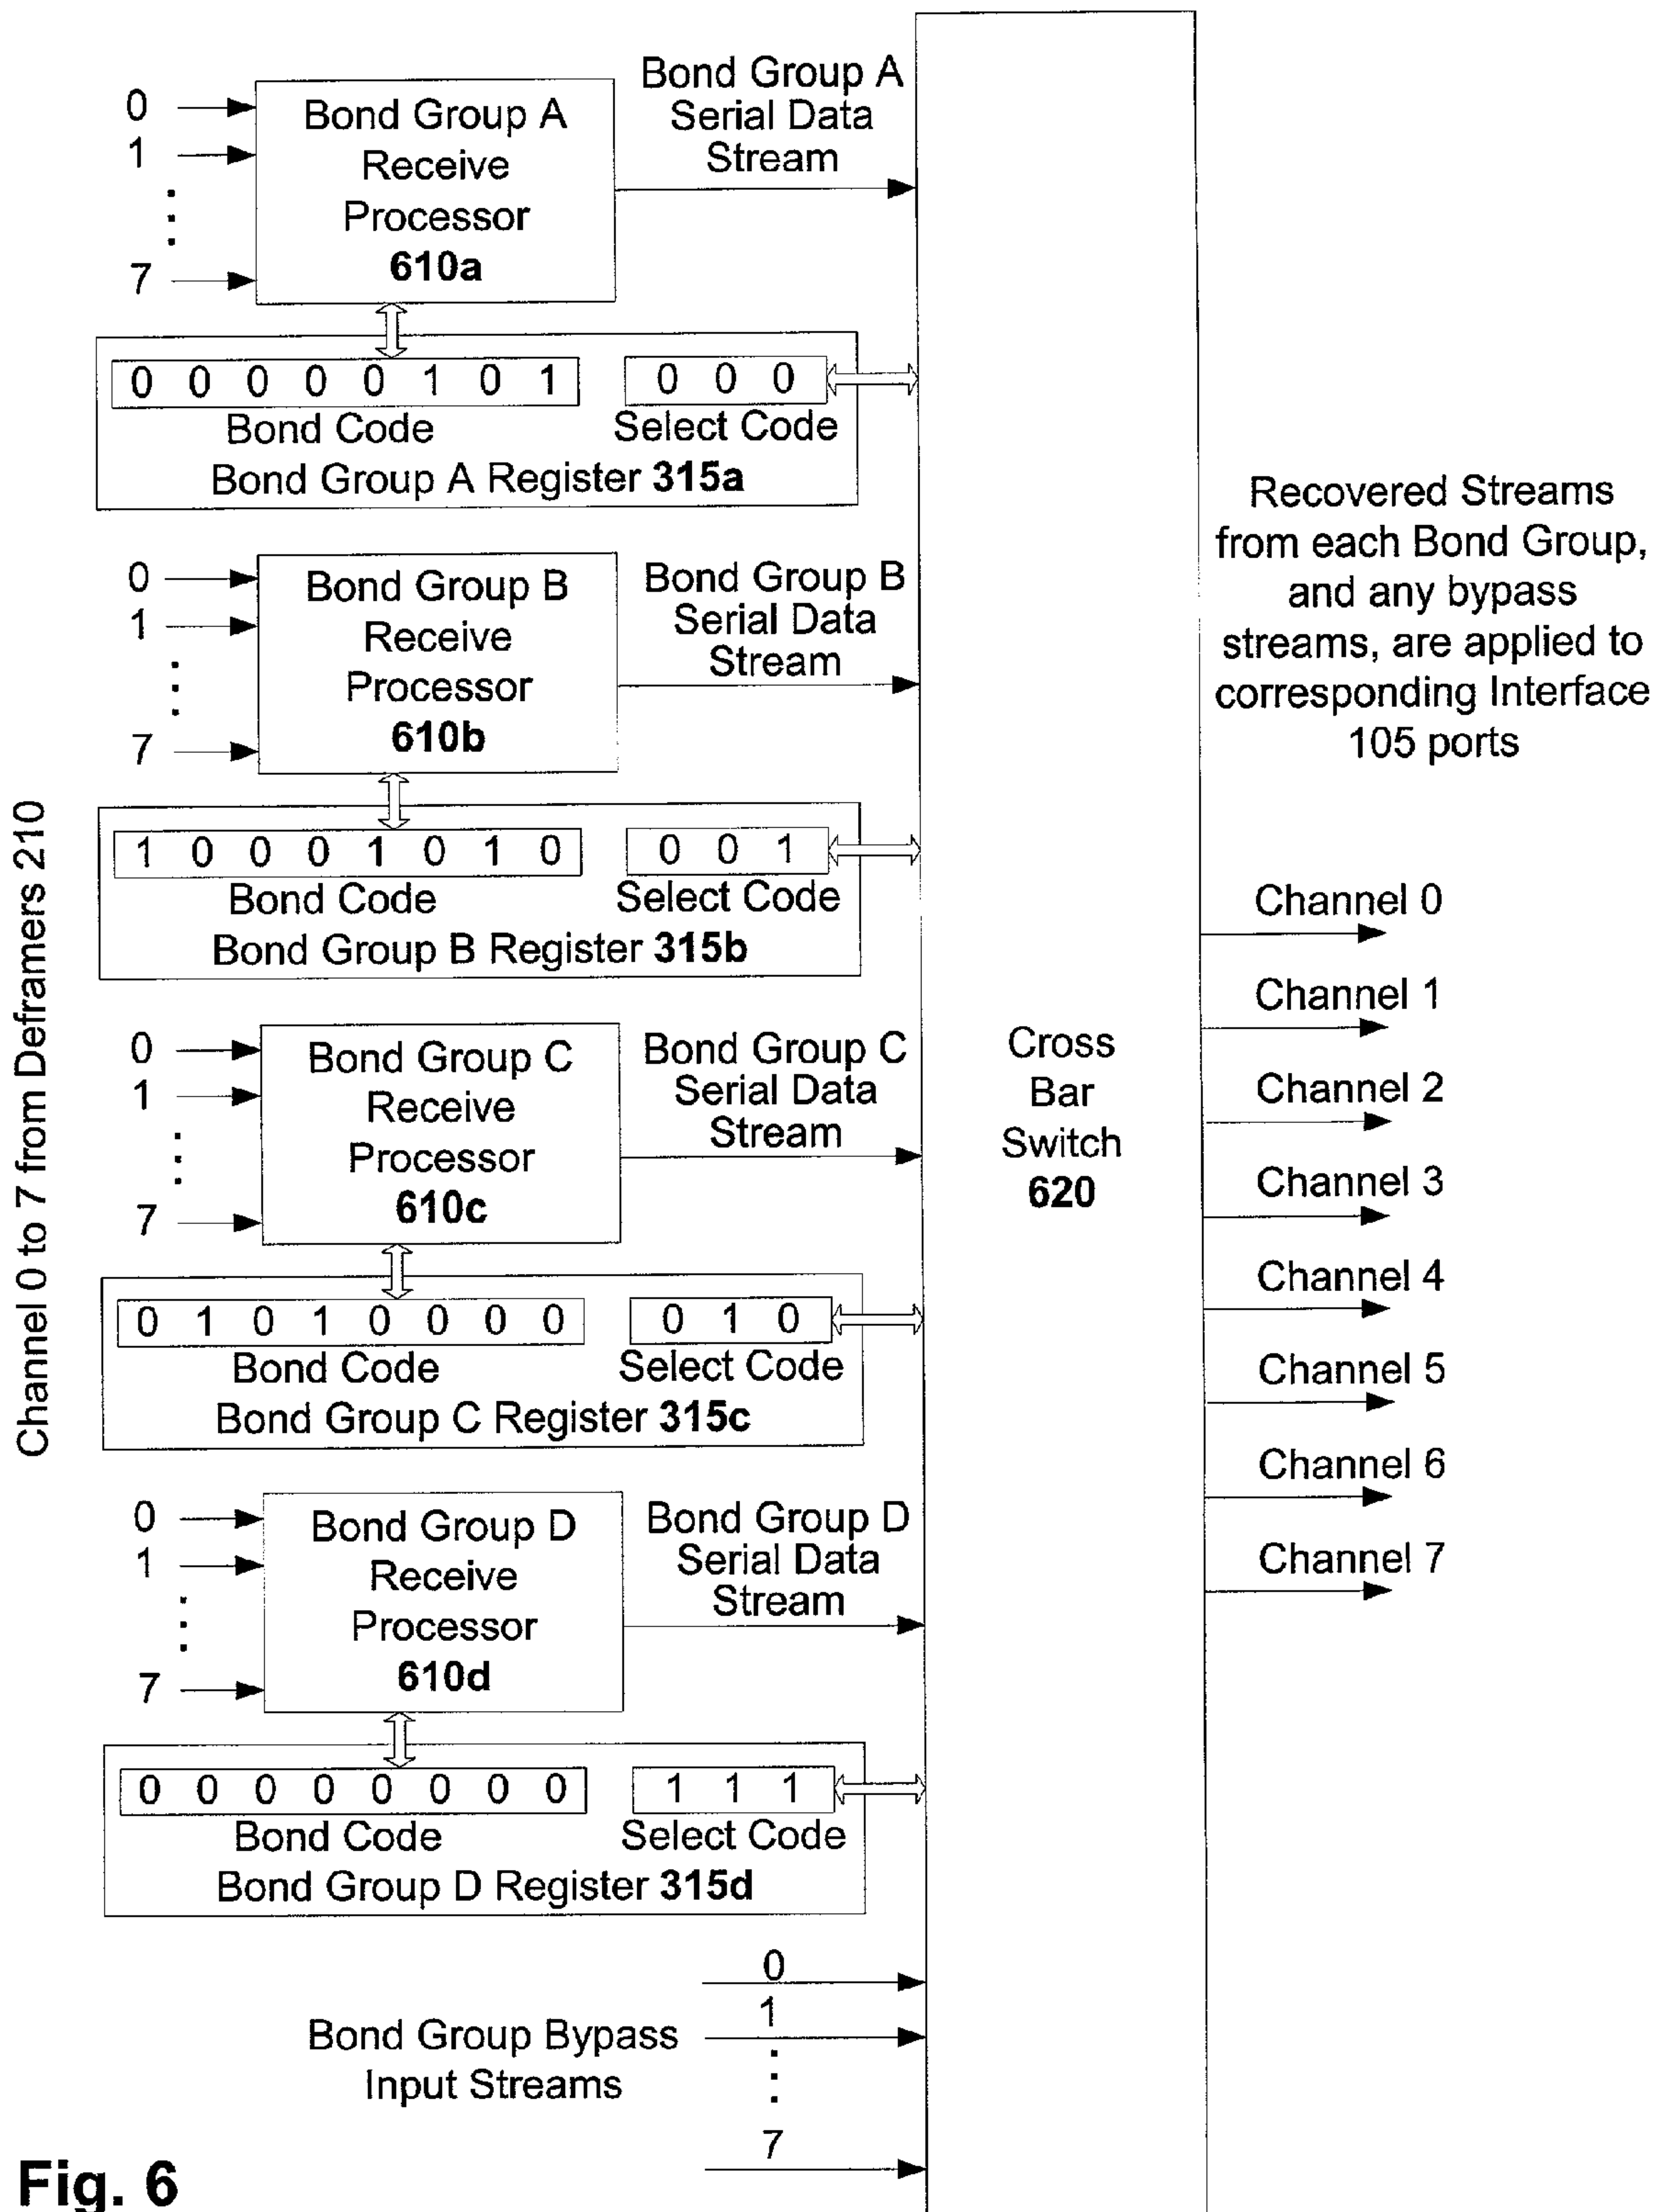 Channel 0 to 7 from Deframers 210
0
1
7
Bond Group A
Receive
Processor
610a
Bond Group A
Serial Data
Stream
0 0 0 0 0 1 0 1
Bond Code
0 0 0
Select Code
Bond Group A Register 315a
0
1
7
Bond Group B
Receive
Processor
610b
Bond Group B
Serial Data
Stream
1 0 0 0 1 0 1 0
Bond Code
0 0 1
Select Code
Bond Group B Register 315b
0
1
7
Bond Group C
Receive
Processor
610c
Bond Group C
Serial Data
Stream
0 1 0 1 0 0 0 0
Bond Code
0 1 0
Select Code
Bond Group C Register 315c
0
1
7
Bond Group D
Receive
Processor
610d
Bond Group D
Serial Data
Stream
0 0 0 0 0 0 0 0
Bond Code
1 1 1
Select Code
Bond Group D Register 315d
Bond Group Bypass
Input Streams
0
1
7
Cross
Bar
Switch
620
Recovered Streams
from each Bond Group,
and any bypass
streams, are applied to
corresponding Interface
105 ports
Channel 0
Channel 1
Channel 2
Channel 3
Channel 4
Channel 5
Channel 6
Channel 7
Fig. 6